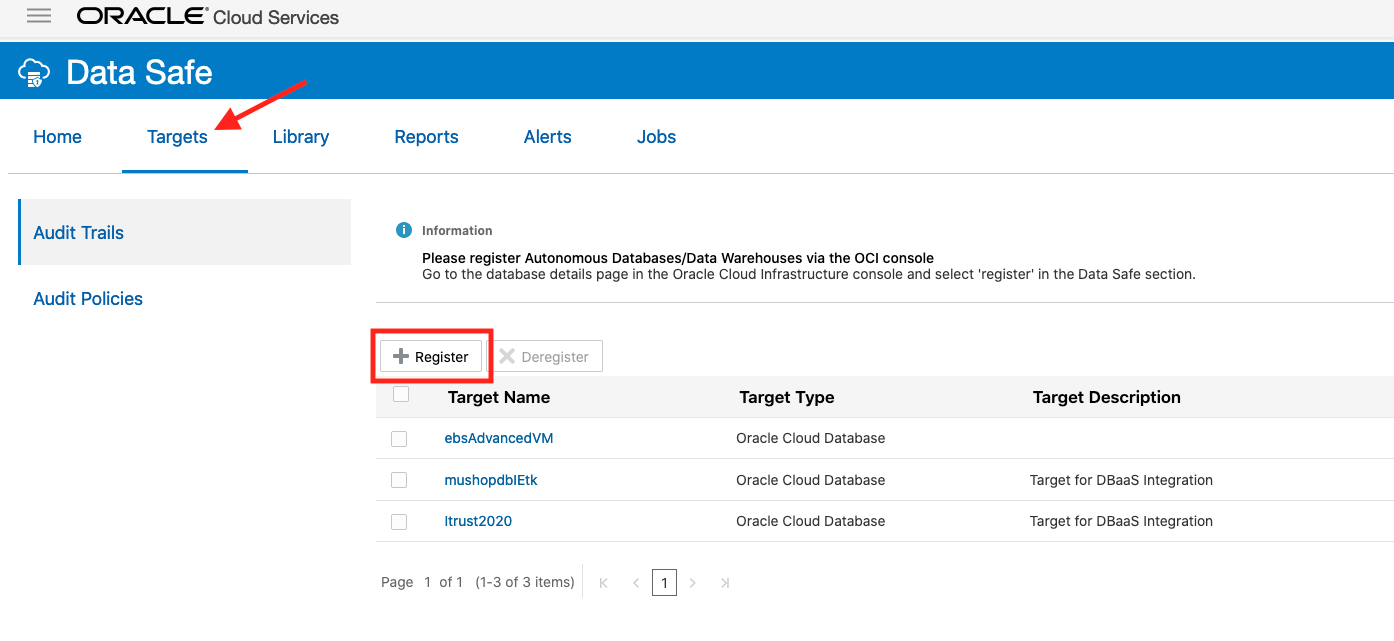 ORACLE® Cloud Services
Data Safe
Home Targets Library Reports Alerts Jobs
Audit Trails
Audit Policies
Information
Please register Autonomous Databases/Data Warehouses via the OCI console
Go to the database details page in the Oracle Cloud Infrastructure console and select 'register' in the Data Safe section.
Register Deregister
Target Name Target Type Target Description
ebsAdvancedVM Oracle Cloud Database
mushopdblEtk Oracle Cloud Database Target for DBaaS Integration
ltrust2020 Oracle Cloud Database Target for DBaaS Integration
Page 1 of 1 (1-3 of 3 items) 1